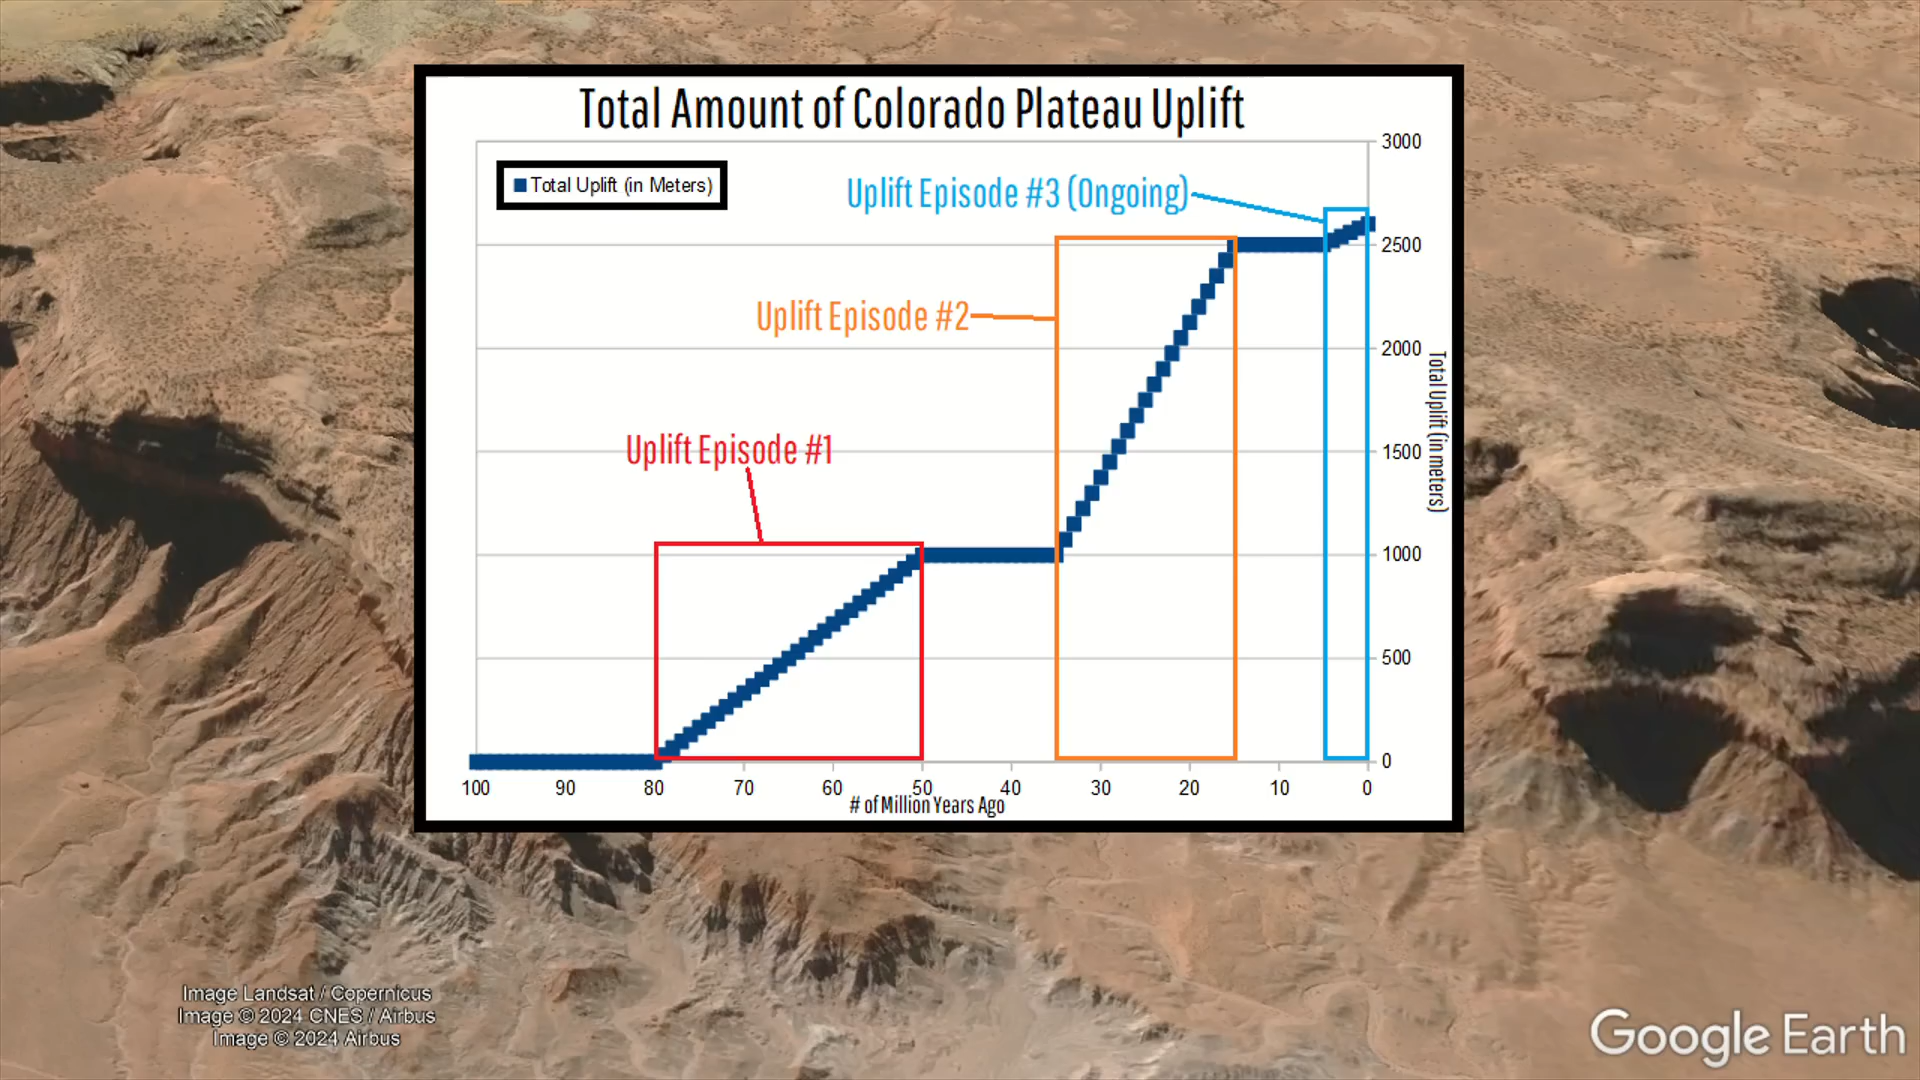 Total Amount of Colorado Plateau Uplift
3000
Total Uplift (in Meters)
Uplift Episode #3 (Ongoing)
2500
Uplift Episode #2
2000
Total Uplift (in meters)
Uplift Episode #1
1500
1000
500
0
100 90 80 70 60 50 40 30 20 10 0
# of Million Years Ago
Image Landsat / Copernicus
Image © 2024 CNES / Airbus
Image © 2024 Airbus
Google Earth